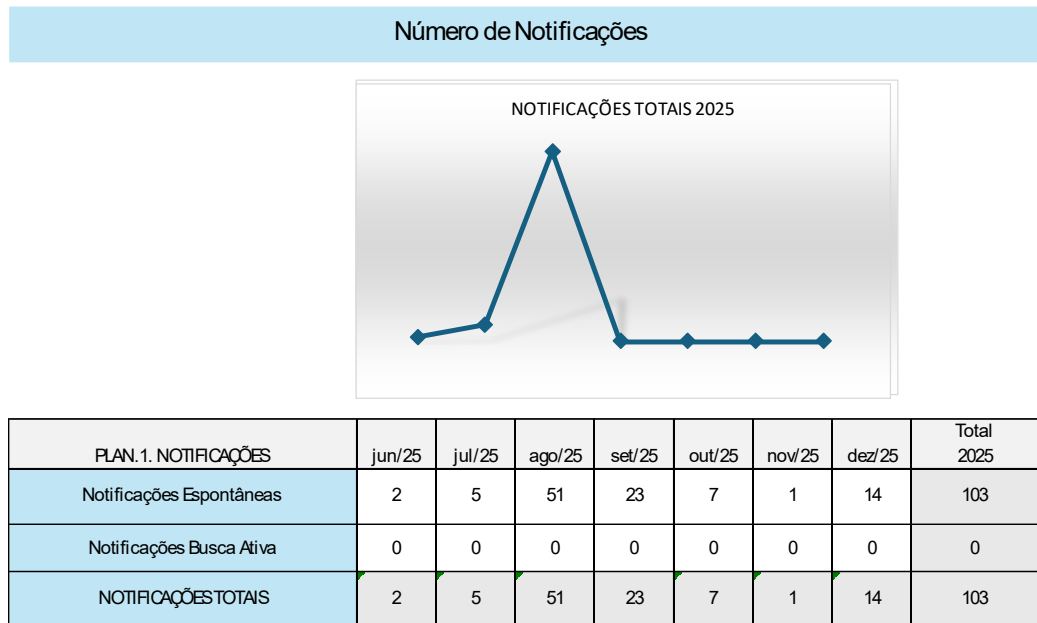 Número de Notificações
NOTIFICAÇÕES TOTAIS 2025
PLAN.1. NOTIFICAÇÕES jun/25 jul/25 ago/25 set/25 out/25 nov/25 dez/25 Total 2025
Notificações Espontâneas 2 5 51 23 7 1 14 103
Notificações Busca Ativa 0 0 0 0 0 0 0 0
NOTIFICAÇÕES TOTAIS 2 5 51 23 7 1 14 103